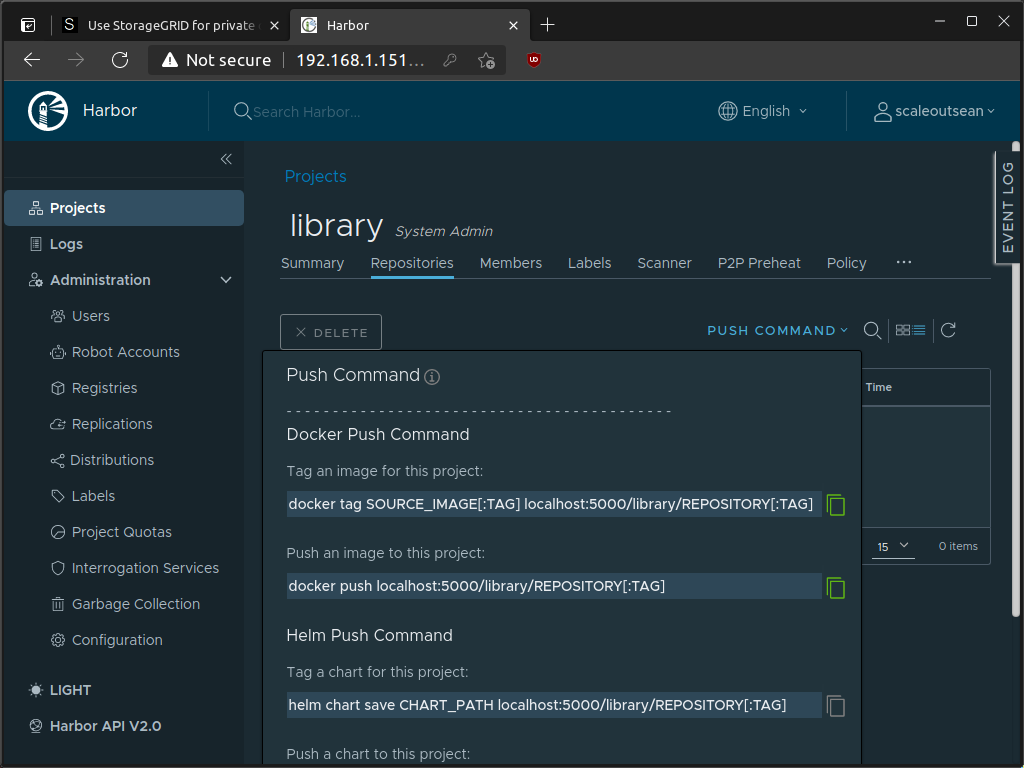 Use StorageGRID for private
Harbor
Not secure
192.168.1.151...
Harbor
Search Harbor...
English
scaleoutsean
EVENT LOG
Projects
Logs
Administration
Users
Robot Accounts
Registries
Replications
Distributions
Labels
Project Quotas
Interrogation Services
Garbage Collection
Configuration
LIGHT
Harbor API V2.0
Projects
library System Admin
Summary Repositories Members Labels Scanner P2P Preheat Policy ...
DELETE
PUSH COMMAND
Time
15
0 items
Push Command
------------------------------------------
Docker Push Command
Tag an image for this project:
docker tag SOURCE_IMAGE[:TAG] localhost:5000/library/REPOSITORY[:TAG]
Push an image to this project:
docker push localhost:5000/library/REPOSITORY[:TAG]
Helm Push Command
Tag a chart for this project:
helm chart save CHART_PATH localhost:5000/library/REPOSITORY[:TAG]
Push a chart to this project: